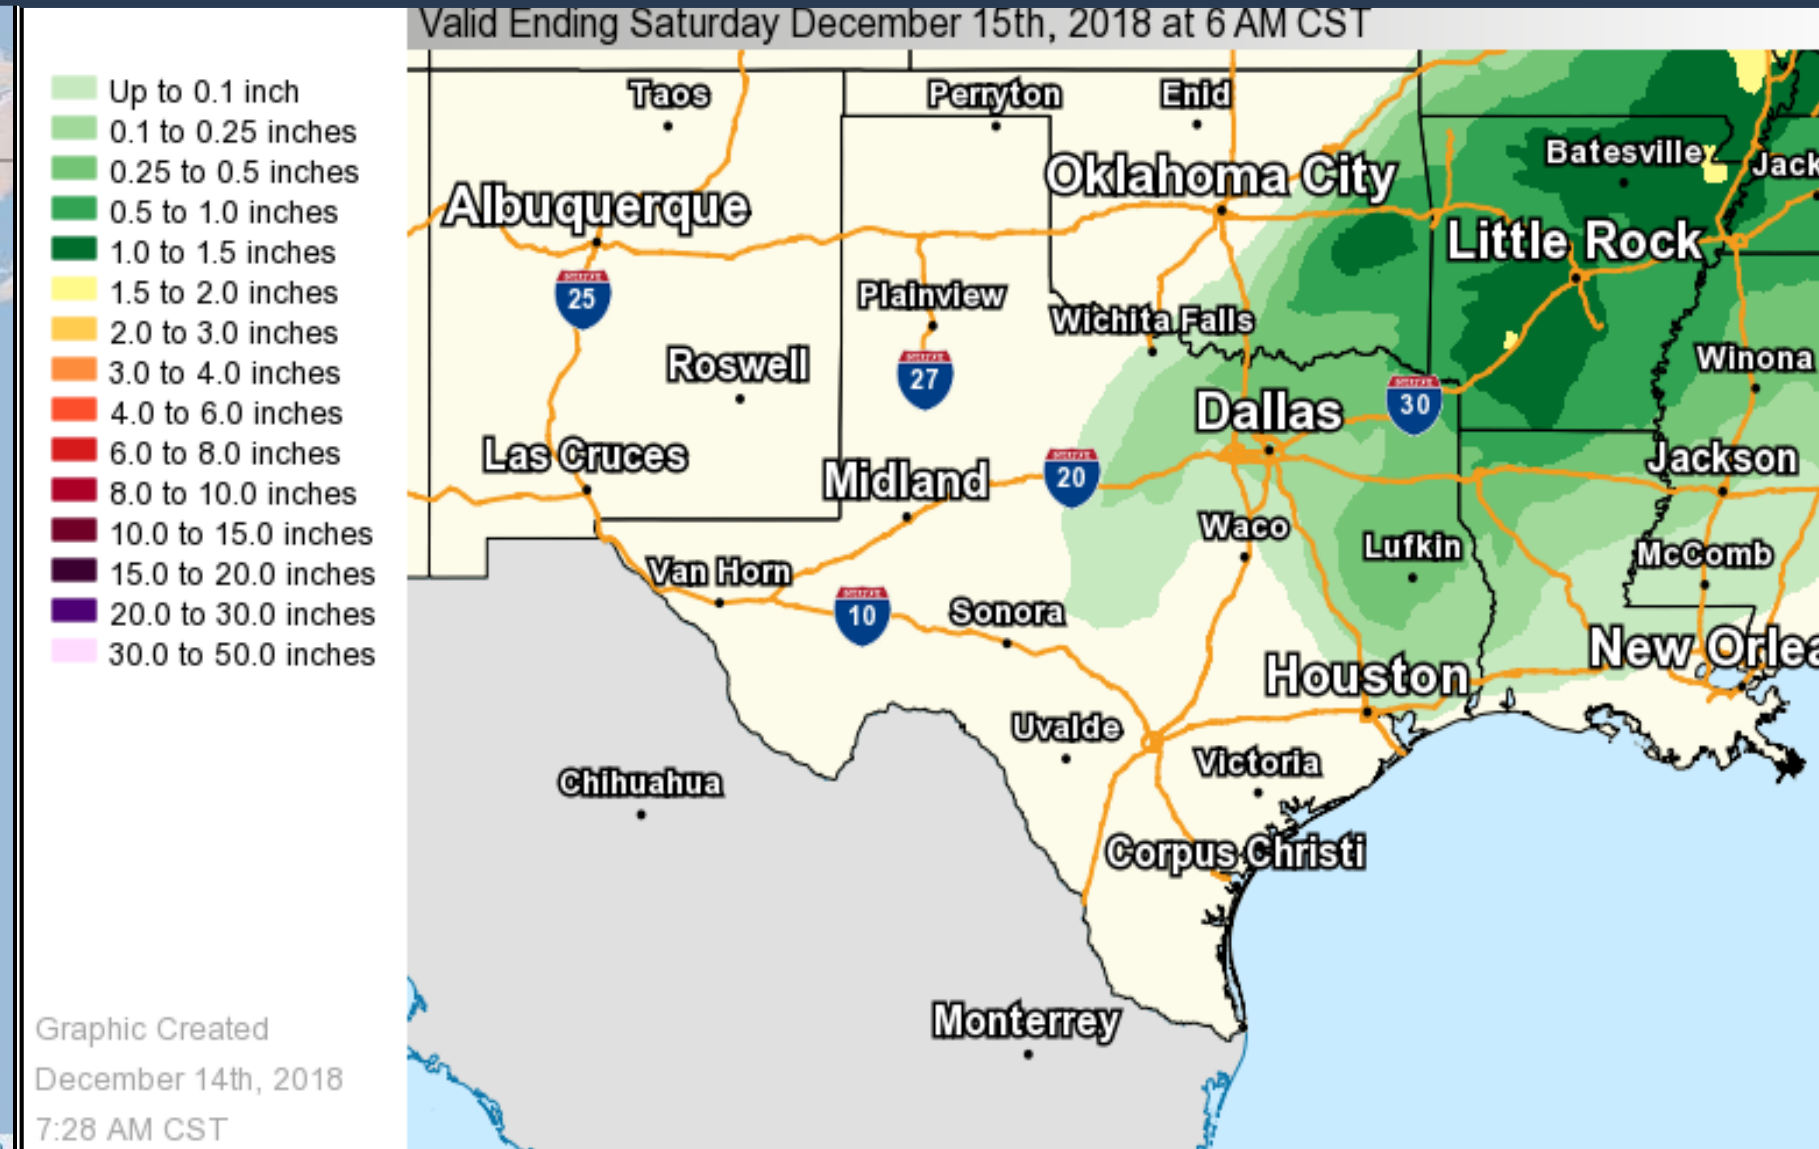 Valid Ending Saturday December 15th, 2018 at 6 AM CST
Up to 0.1 inch
0.1 to 0.25 inches
0.25 to 0.5 inches
0.5 to 1.0 inches
1.0 to 1.5 inches
1.5 to 2.0 inches
2.0 to 3.0 inches
3.0 to 4.0 inches
4.0 to 6.0 inches
6.0 to 8.0 inches
8.0 to 10.0 inches
10.0 to 15.0 inches
15.0 to 20.0 inches
20.0 to 30.0 inches
30.0 to 50.0 inches
Graphic Created
December 14th, 2018
7:28 AM CST
Taos
Perryton
Enid
Batesville
Jack
Oklahoma City
Albuquerque
Little Rock
25
Plainview
Wichita Falls
Roswell
27
Winona
30
Dallas
Las Cruces
Midland
20
Jackson
Waco
Lufkin
McComb
Van Horn
10
Sonora
New Orlea
Houston
Uvalde
Victoria
Chihuahua
Corpus Christi
Monterrey